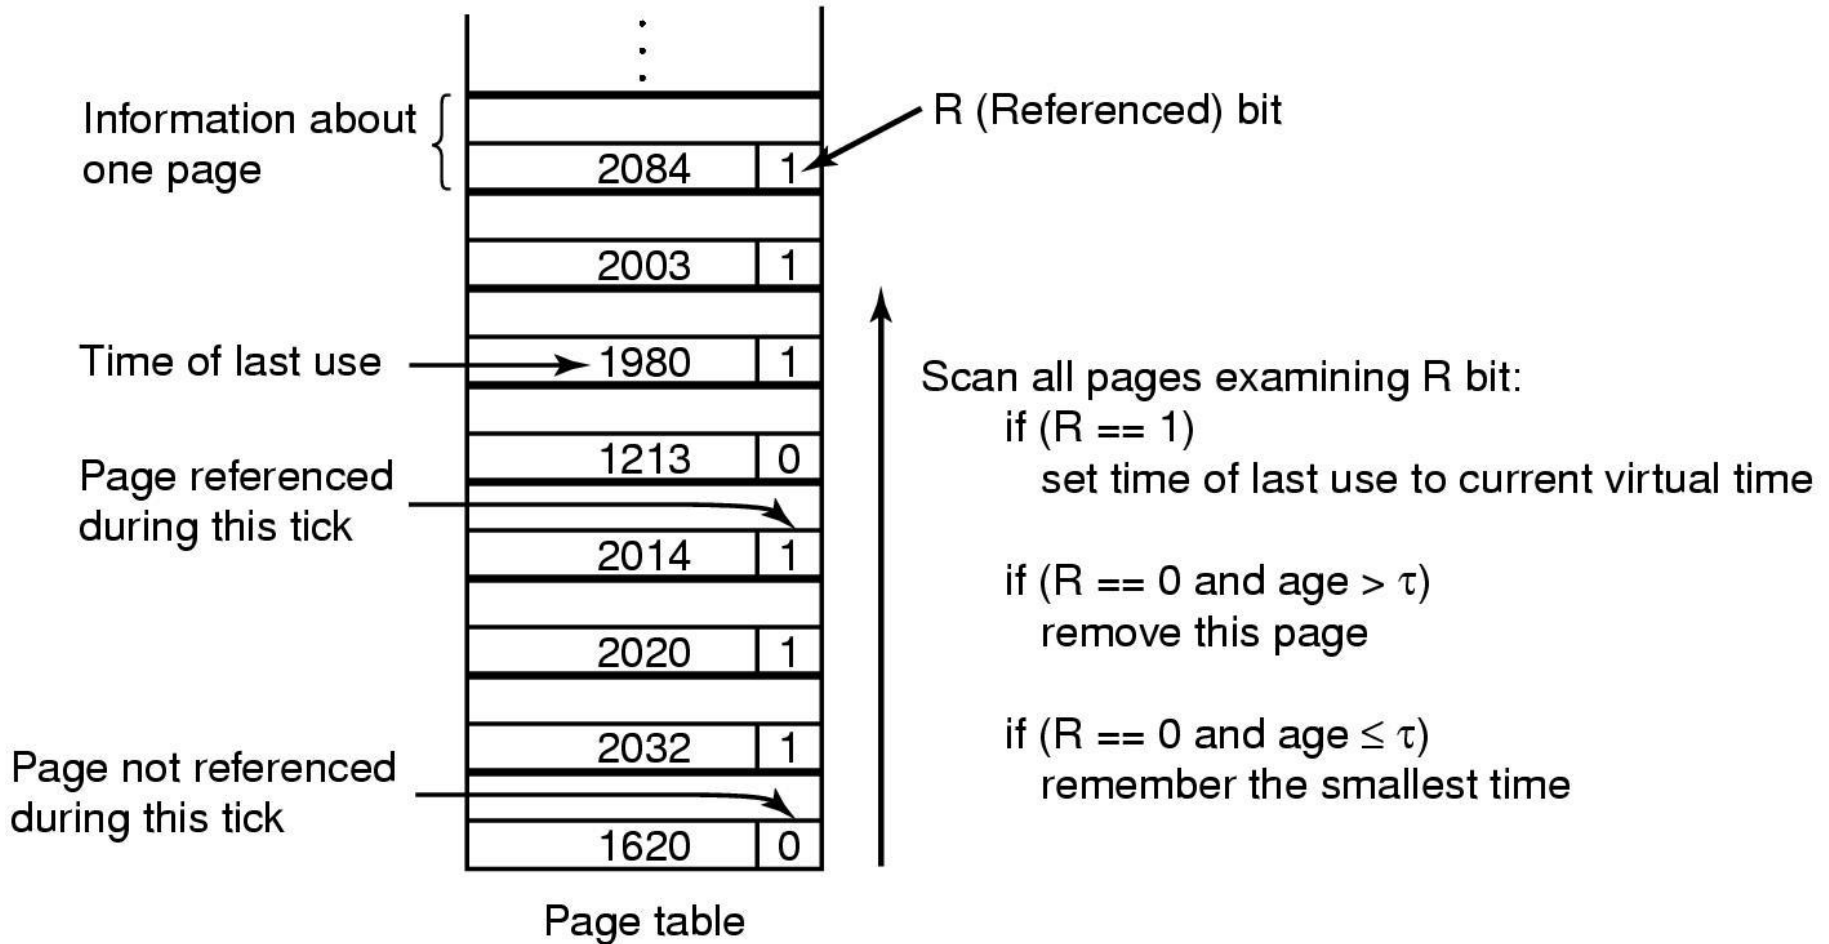 Information about
one page
R (Referenced) bit
2084 1
2003 1
Time of last use
1980 1
Scan all pages examining R bit:
if (R == 1)
set time of last use to current virtual time
1213 0
Page referenced
during this tick
2014 1
if (R == 0 and age > τ)
remove this page
2020 1
2032 1
if (R == 0 and age ≤ τ)
remember the smallest time
Page not referenced
during this tick
1620 0
Page table